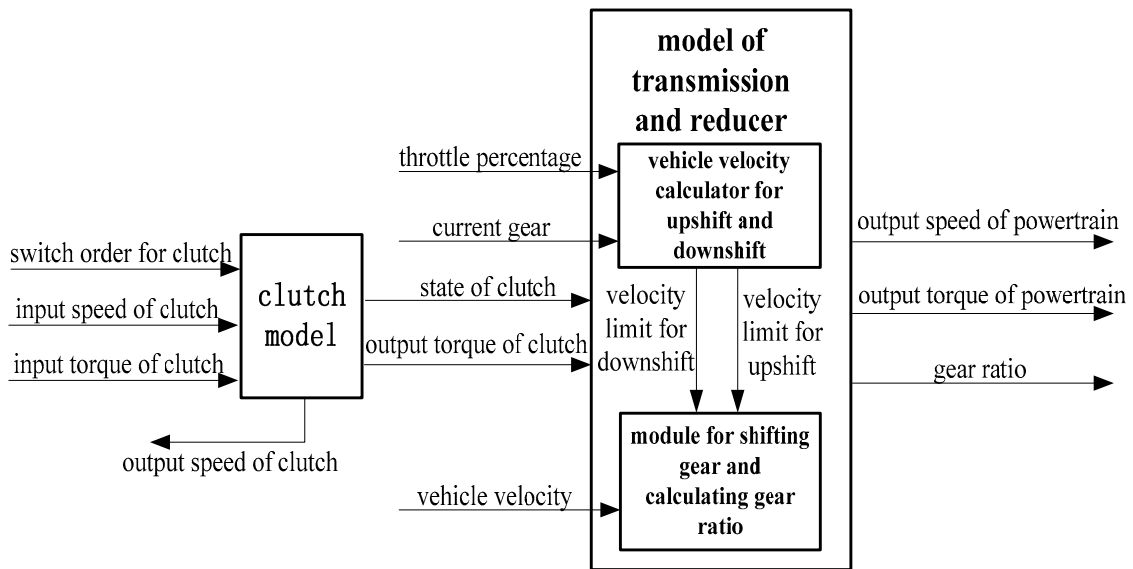 model of
transmission
and reducer
throttle percentage
vehicle velocity
calculator for
upshift and
downshift
current gear
switch order for clutch
input speed of clutch
input torque of clutch
clutch
model
state of clutch
output torque of clutch
output speed of clutch
velocity
limit for
downshift
velocity
limit for
upshift
output speed of powertrain
output torque of powertrain
gear ratio
module for shifting
gear and
calculating gear
ratio
vehicle velocity